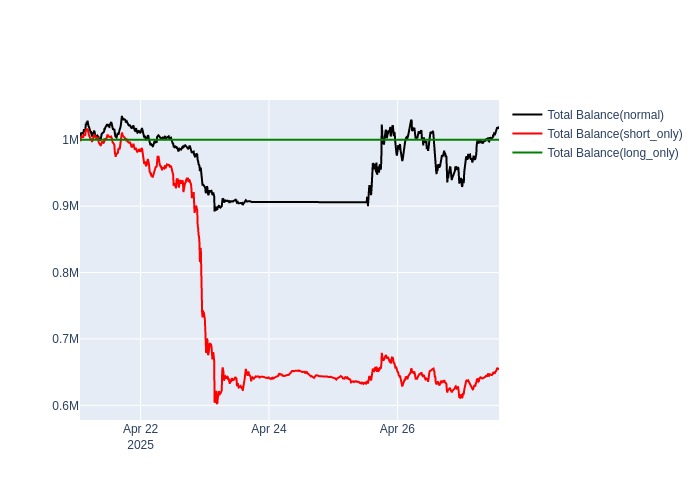 Total Balance(normal)
Total Balance(short_only)
Total Balance(long_only)
1M
0.9M
0.8M
0.7M
0.6M
Apr 22
2025
Apr 24
Apr 26